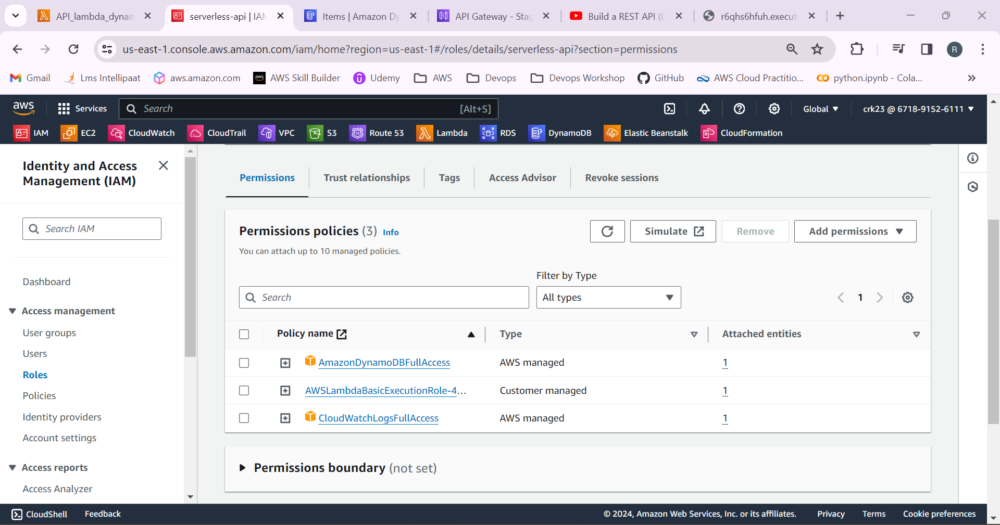 API_lambda_dynam
serverless-api | IAM
Items | Amazon Dy
API Gateway - Stag
Build a REST API (C
r6qhs6hfuh.execut
us-east-1.console.aws.amazon.com/iam/home?region=us-east-1#/roles/details/serverless-api?section=permissions
R
Gmail
Lms Intellipaat
aws.amazon.com
aws
AWS Skill Builder
Udemy
AWS
Devops
Devops Workshop
GitHub
AWS Cloud Practitio...
python.ipynb - Cola...
aws
Services
Search
[Alt+S]
Global
crk23 @ 6718-9152-6111
IAM
EC2
CloudWatch
CloudTrail
VPC
S3
Route 53
Lambda
RDS
DynamoDB
Elastic Beanstalk
CloudFormation
Identity and Access
Management (IAM)
Search IAM
Dashboard
Access management
User groups
Users
Roles
Policies
Identity providers
Account settings
Access reports
Access Analyzer
Permissions
Trust relationships
Tags
Access Advisor
Revoke sessions
Permissions policies (3) Info
You can attach up to 10 managed policies.
Simulate
Remove
Add permissions
Filter by Type
Search
All types
1
Policy name
Type
Attached entities
AmazonDynamoDBFullAccess
AWS managed
1
AWSLambdaBasicExecutionRole-4...
Customer managed
1
CloudWatchLogsFullAccess
AWS managed
1
Permissions boundary (not set)
CloudShell
Feedback
© 2024, Amazon Web Services, Inc. or its affiliates.
Privacy
Terms
Cookie preferences